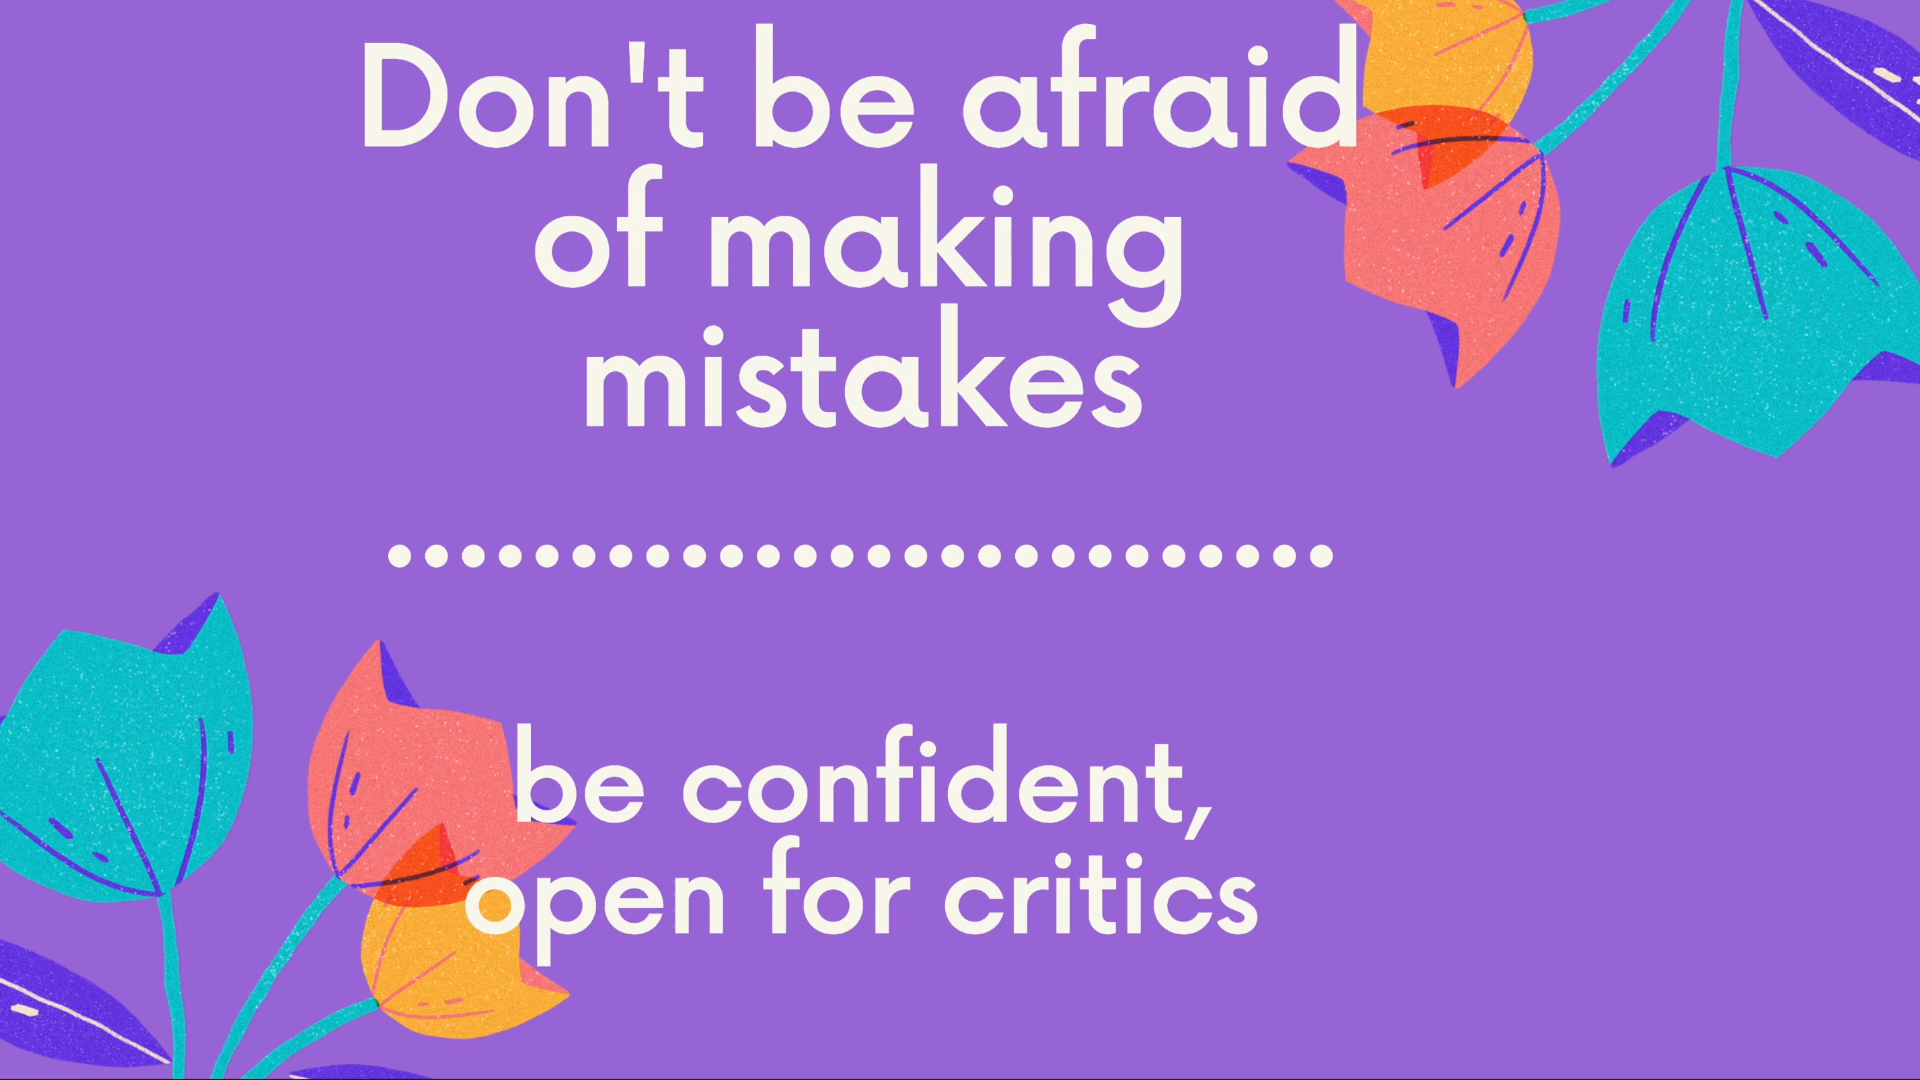 Don't be afraid
of making
mistakes
be confident,
open for critics